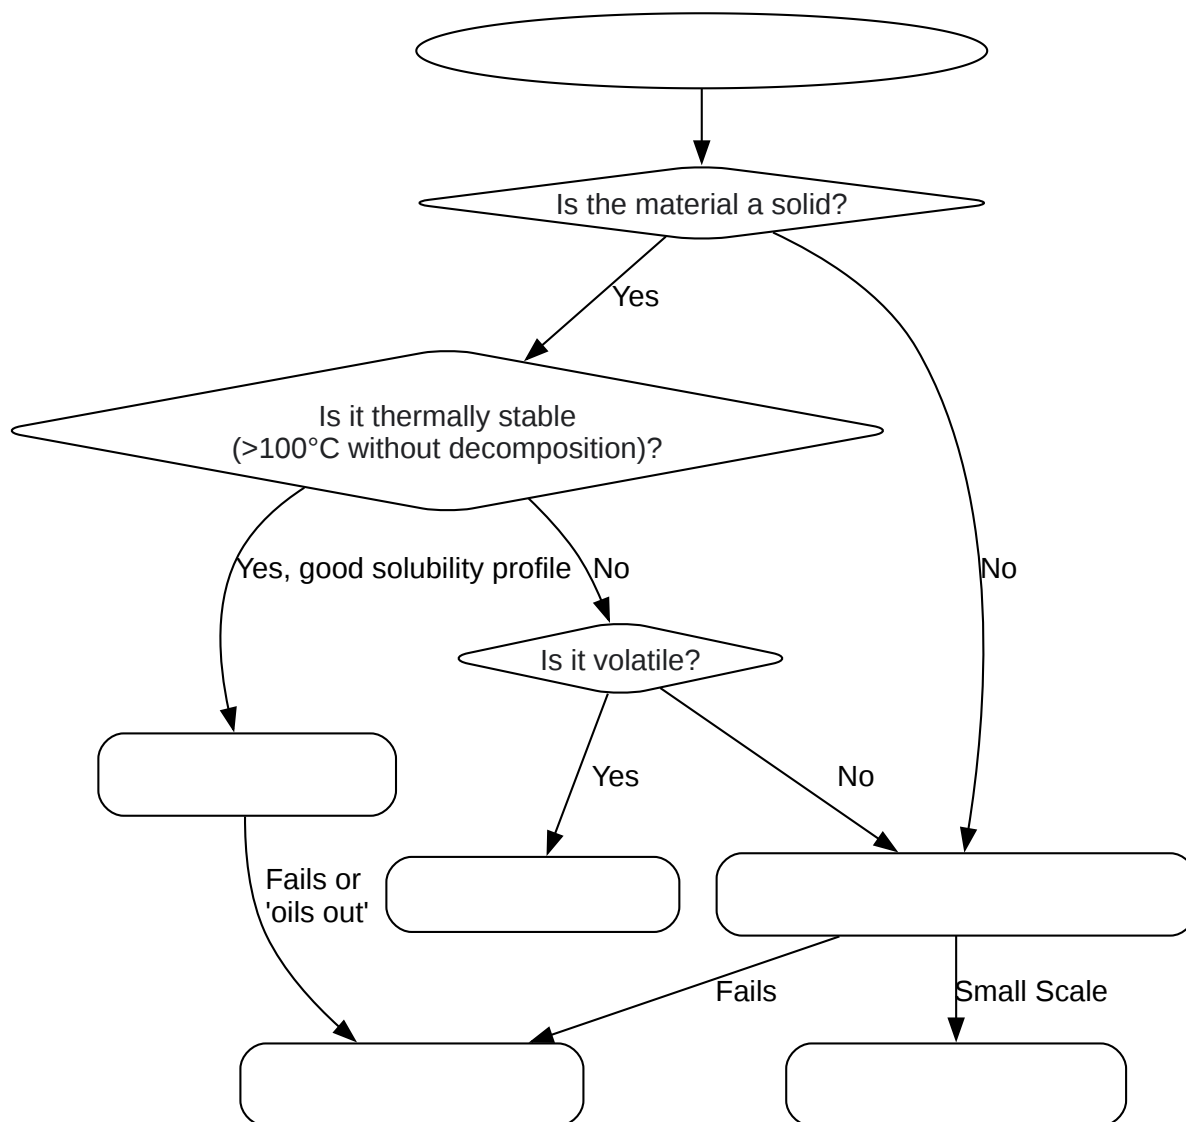 Is the material a solid?
Yes
Is it thermally stable
(>100°C without decomposition)?
Yes, good solubility profile
No
No
Is it volatile?
Yes
No
Fails or
'oils out'
Fails
Small Scale